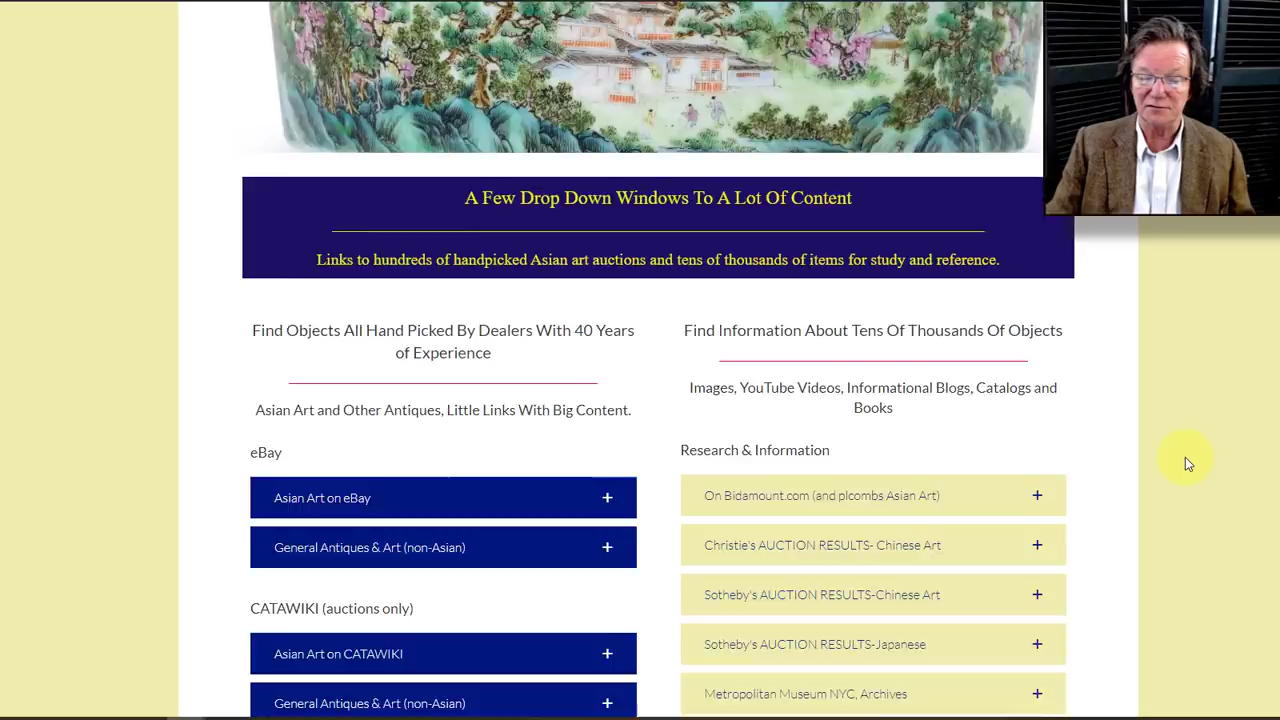 A Few Drop Down Windows To A Lot Of Content
Links to hundreds of handpicked Asian art auctions and tens of thousands of items for study and reference.
Find Objects All Hand Picked By Dealers With 40 Years
of Experience
Asian Art and Other Antiques, Little Links With Big Content.
eBay
Asian Art on eBay +
General Antiques & Art (non-Asian) +
CATAWIKI (auctions only)
Asian Art on CATAWIKI +
General Antiques & Art (non-Asian) +
Find Information About Tens Of Thousands Of Objects
Images, YouTube Videos, Informational Blogs, Catalogs and
Books
Research & Information
On Bidamount.com (and plcombs Asian Art) +
Christie's AUCTION RESULTS- Chinese Art +
Sotheby's AUCTION RESULTS-Chinese Art +
Sotheby's AUCTION RESULTS-Japanese +
Metropolitan Museum NYC, Archives +